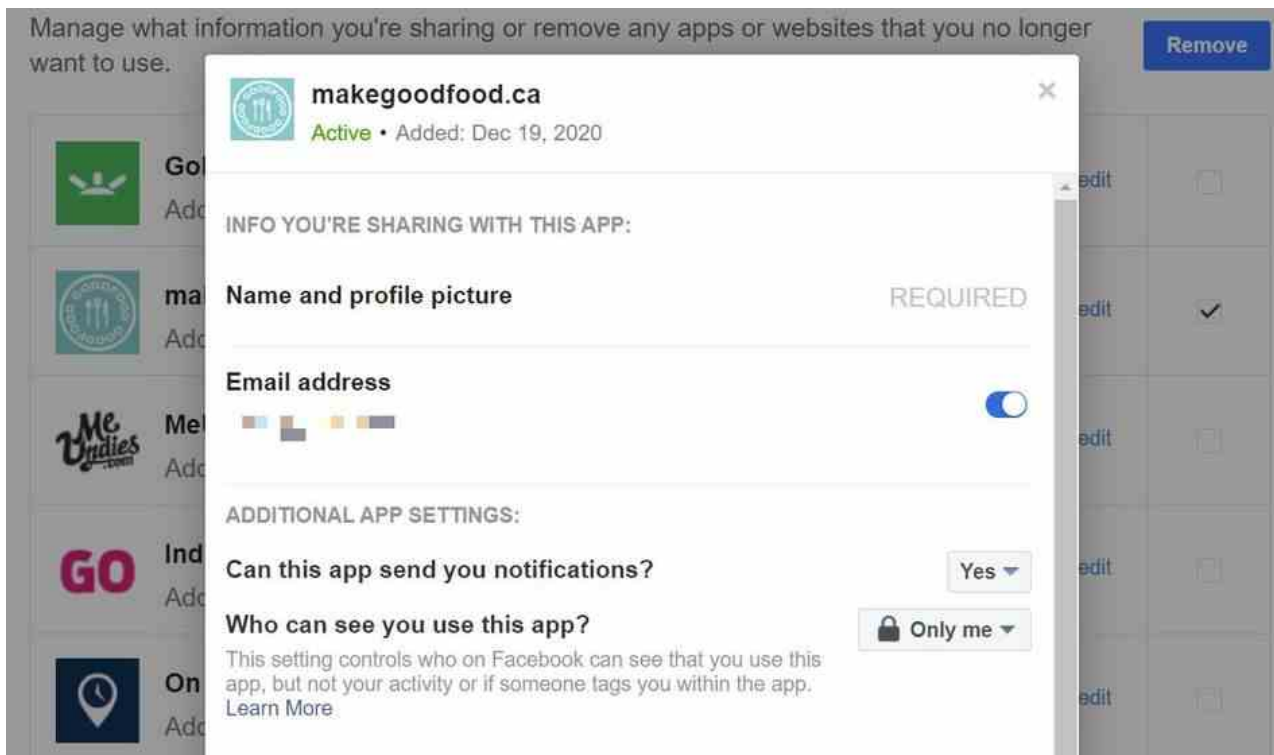 Manage what information you're sharing or remove any apps or websites that you no longer
want to use.
Remove
makegoodfood.ca
Active • Added: Dec 19, 2020
INFO YOU'RE SHARING WITH THIS APP:
Name and profile picture
REQUIRED
Email address
ADDITIONAL APP SETTINGS:
Can this app send you notifications?
Yes
Who can see you use this app?
Only me
This setting controls who on Facebook can see that you use this
app, but not your activity or if someone tags you within the app.
Learn More
edit
ma
Add
edit
Me
Undies
.com
Add
edit
GO
Ind
Add
edit
On
Add
edit